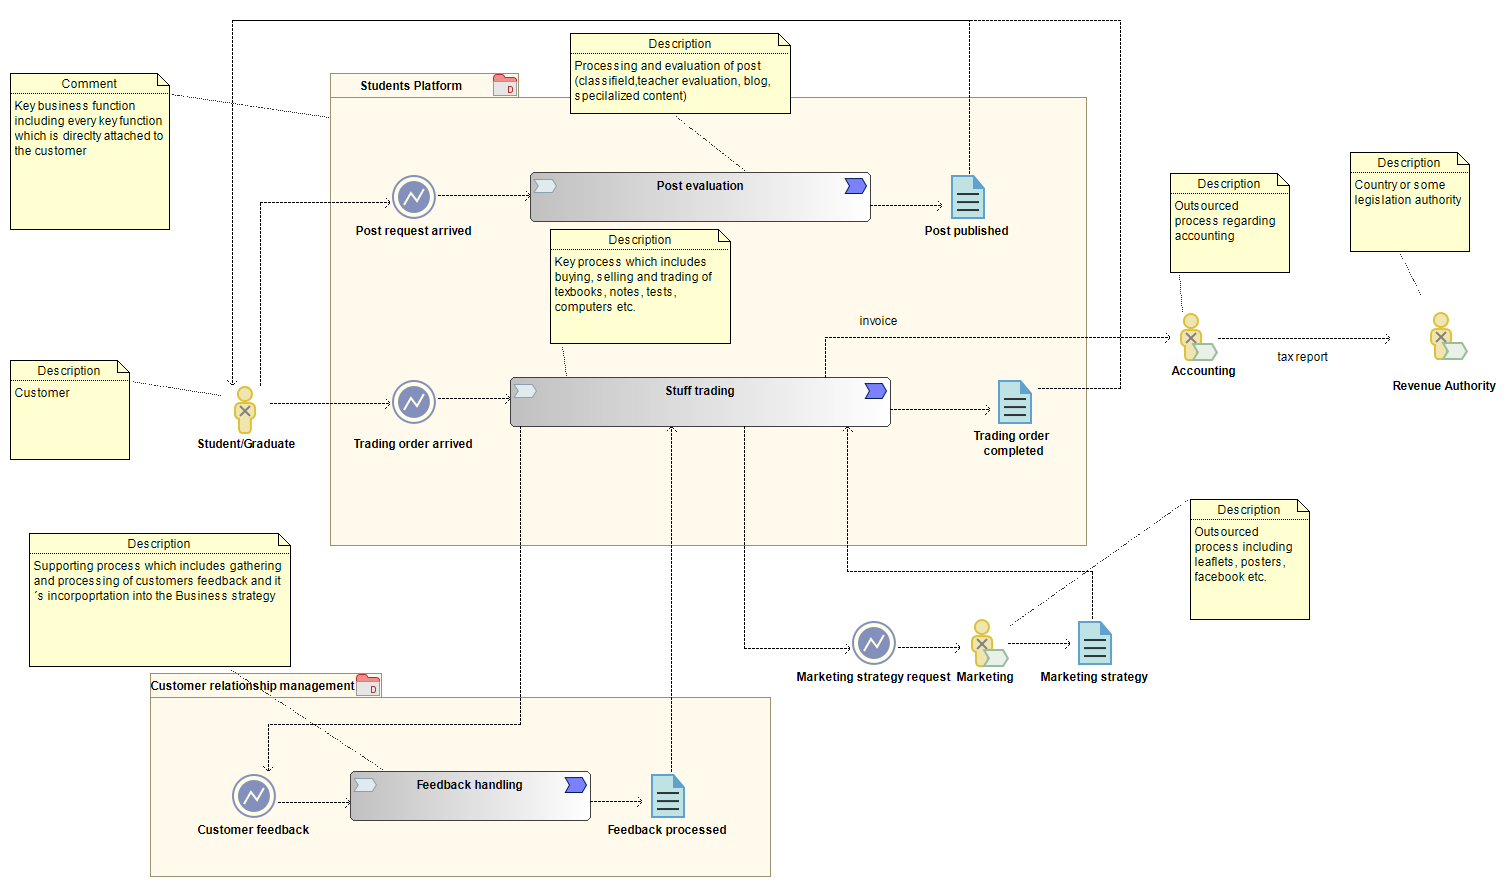 Description
Processing and evaluation of post
(classifield,teacher evaluation, blog,
specilalized content)
Comment
Key business function
including every key function
which is direclty attached to
the customer
Students Platform
D
Post evaluation
Post request arrived
Post published
Description
Key process which includes
buying, selling and trading of
texbooks, notes, tests,
computers etc.
Description
Outsourced
process regarding
accounting
Description
Country or some
legislation authority
invoice
Accounting
tax report
Revenue Authority
Description
Customer
Student/Graduate
Trading order arrived
Stuff trading
Trading order
completed
Description
Outsourced
process including
leaflets, posters,
facebook etc.
Description
Supporting process which includes gathering
and processing of customers feedback and it
´s incorpoprtation into the Business strategy
Marketing strategy request
Marketing
Marketing strategy
Customer relationship management
D
Feedback handling
Customer feedback
Feedback processed